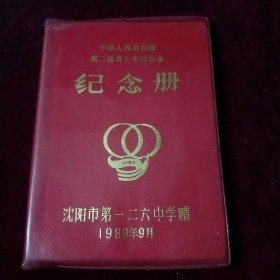 中华人民共和国
第二届青少年运动会
纪念册
1989
沈阳市第一二六中学赠
1989年9月